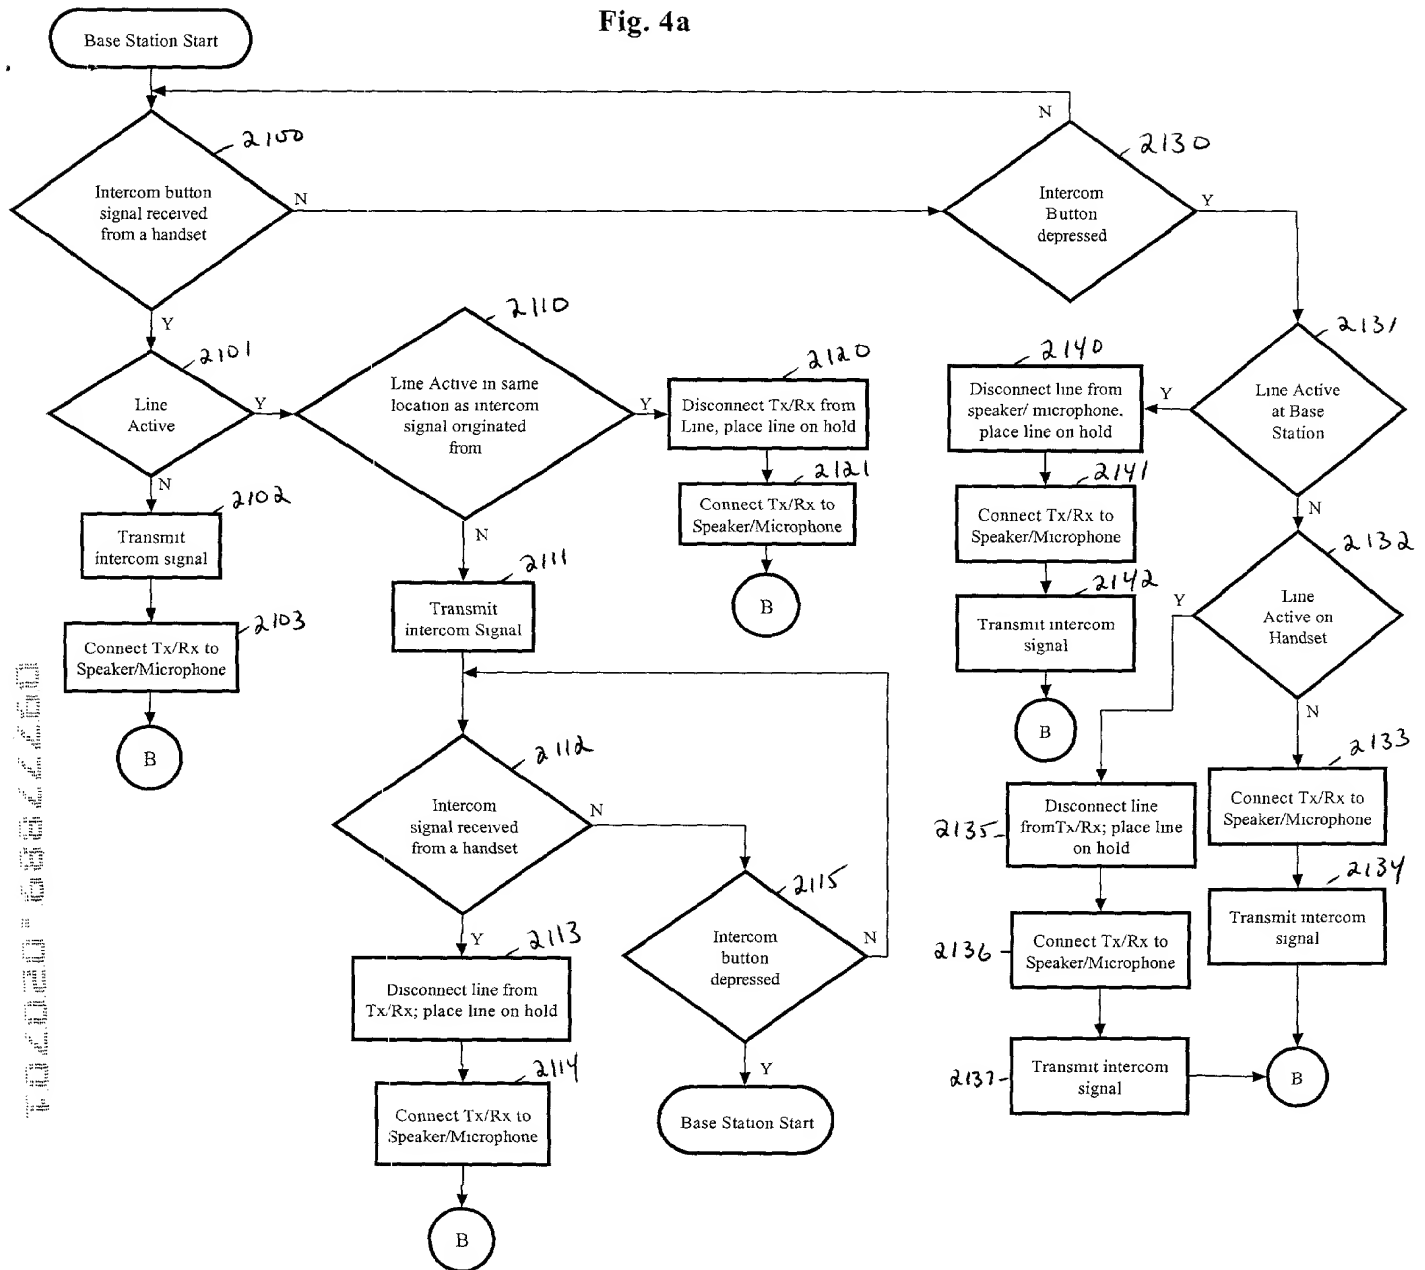 Fig. 4a
Base Station Start
N
2100
2130
Intercom button
signal received
from a handset
N
Intercom
Button
depressed
Y
Y
2110
2131
2101
2120
2140
Line
Active
Y
Line Active in same
location as intercom
signal originated
from
Y
Disconnect Tx/Rx from
Line, place line on hold
Disconnect line from
speaker/ microphone.
place line on hold
Y
Line Active
at Base
Station
N
2102
2121
2141
N
Transmit
intercom signal
N
Connect Tx/Rx to
Speaker/Microphone
Connect Tx/Rx to
Speaker/Microphone
2132
2111
2142
2103
Transmit
intercom Signal
B
Transmit intercom
signal
Y
Line
Active on
Handset
Connect Tx/Rx to
Speaker/Microphone
N
B
B
2112
2133
Intercom
signal received
from a handset
N
2135
Disconnect line
fromTx/Rx; place line
on hold
Connect Tx/Rx to
Speaker/Microphone
2115
2134
Y
2113
Intercom
button
depressed
N
2136
Connect Tx/Rx to
Speaker/Microphone
Transmit intercom
signal
Disconnect line from
Tx/Rx; place line on hold
2114
Y
2137
Transmit intercom
signal
B
Connect Tx/Rx to
Speaker/Microphone
Base Station Start
B
09777889.020701